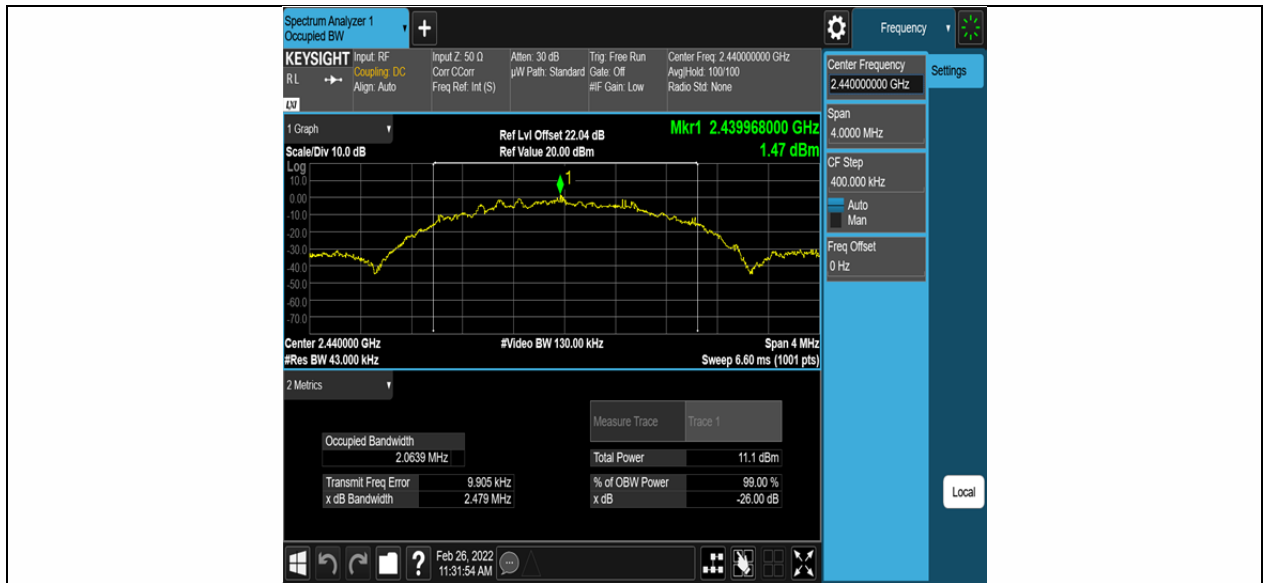 Spectrum Analyzer 1
Occupied BW
+
Frequency
KEYSIGHT
RL
LXI
Input: RF
Coupling: DC
Align: Auto
Input Z: 50 Ω
Corr CCorr
Freq Ref: Int (S)
Atten: 30 dB
µW Path: Standard
Trig: Free Run
Gate: Off
#IF Gain: Low
Center Freq: 2.440000000 GHz
Avg|Hold: 100/100
Radio Std: None
Center Frequency
2.440000000 GHz
Settings
Span
4.0000 MHz
CF Step
400.000 kHz
Auto
Man
Freq Offset
0 Hz
Local
1 Graph
Scale/Div 10.0 dB
Ref Lvl Offset 22.04 dB
Ref Value 20.00 dBm
Mkr1 2.439968000 GHz
1.47 dBm
Log
10.0
0.00
-10.0
-20.0
-30.0
-40.0
-50.0
-60.0
-70.0
1
Center 2.440000 GHz
#Res BW 43.000 kHz
#Video BW 130.00 kHz
Span 4 MHz
Sweep 6.60 ms (1001 pts)
2 Metrics
Measure Trace Trace 1
Occupied Bandwidth
2.0639 MHz
Total Power 11.1 dBm
Transmit Freq Error 9.905 kHz
% of OBW Power 99.00 %
x dB Bandwidth 2.479 MHz
x dB -26.00 dB
?
Feb 26, 2022
11:31:54 AM